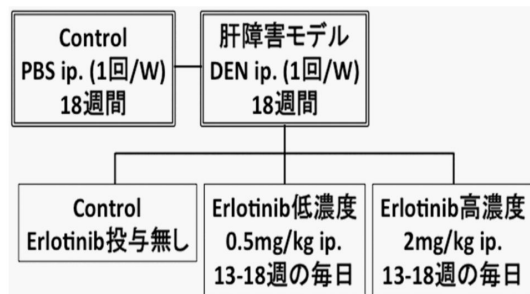 Control
PBS ip. (1回/W)
18週間
肝障害モデル
DEN ip. (1回/W)
18週間
Control
Erlotinib投与無し
Erlotinib低濃度
0.5mg/kg ip.
13-18週の毎日
Erlotinib高濃度
2mg/kg ip.
13-18週の毎日